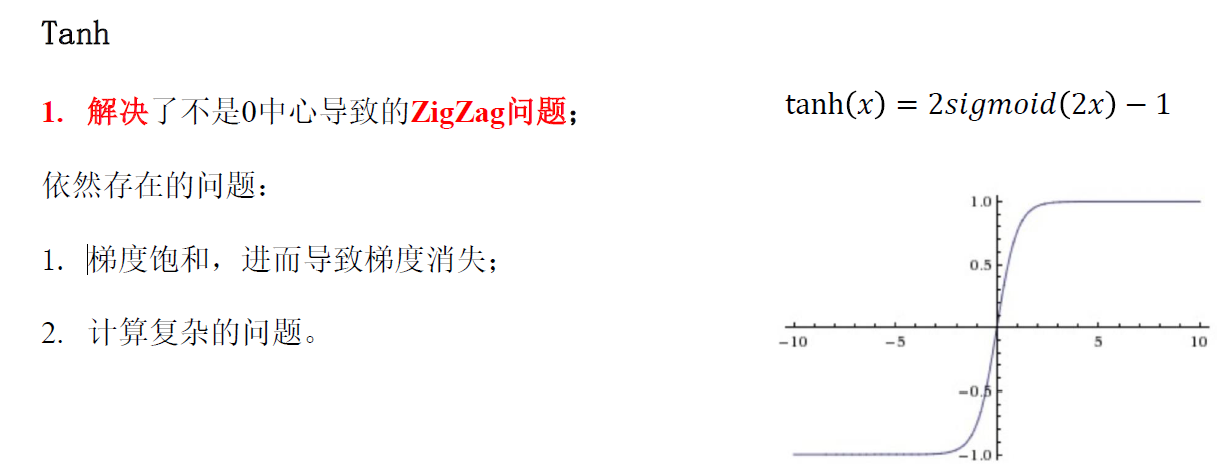 Tanh
1. 解决了不是0中心导致的ZigZag问题；
依然存在的问题：
1. 梯度饱和，进而导致梯度消失；
2. 计算复杂的问题。
tanh(x) = 2sigmoid(2x) − 1
1.0
0.5
−10
−5
5
10
−0.5
−1.0